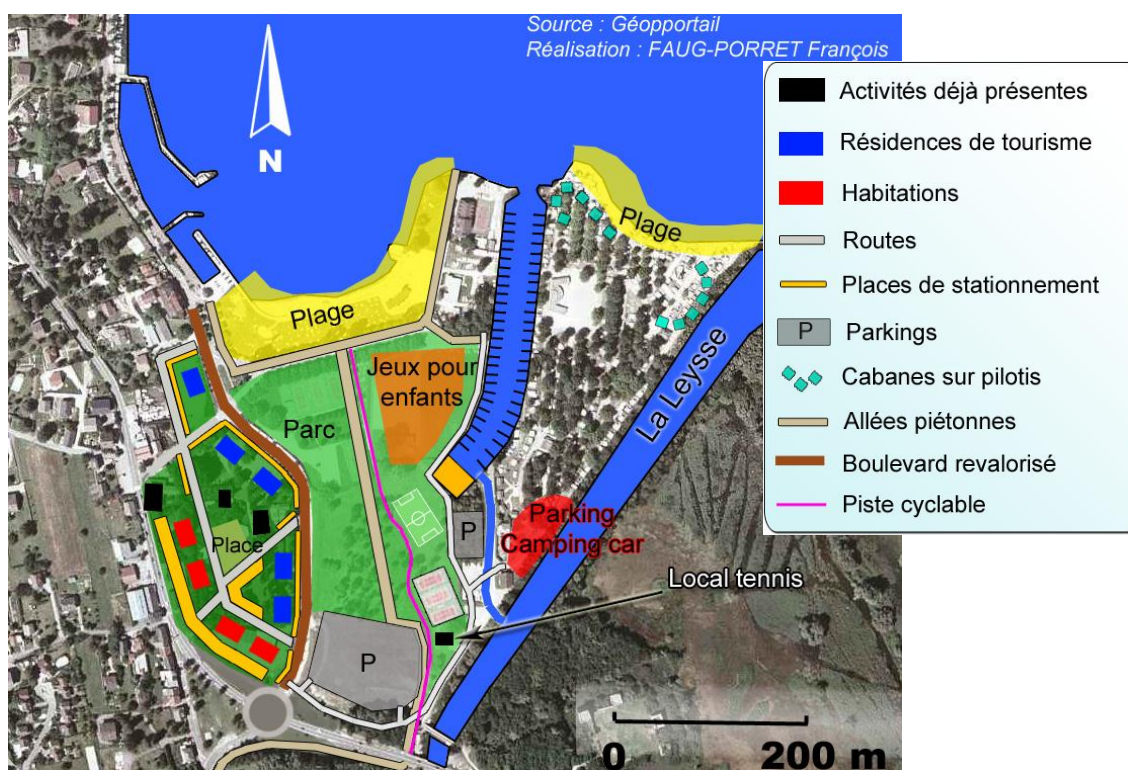 Source : Géopportail
Réalisation : FAUG-PORRET François
N
Activités déjà présentes
Résidences de tourisme
Habitations
Routes
Places de stationnement
P
Parkings
Cabanes sur pilotis
Allées piétonnes
Boulevard revalorisé
Piste cyclable
Plage
Plage
La Leysse
Jeux pour
enfants
Parc
Place
P
Parking
Camping car
Local tennis
P
0
200 m